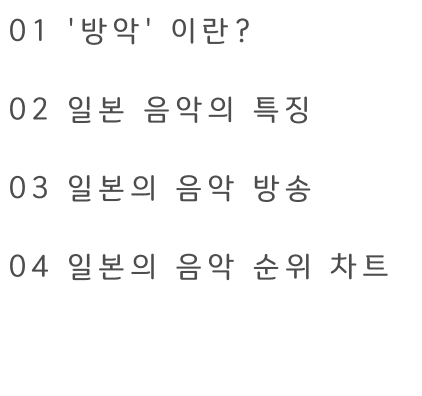 01 '방악' 이란?
02 일본 음악의 특징
03 일본의 음악 방송
04 일본의 음악 순위 차트